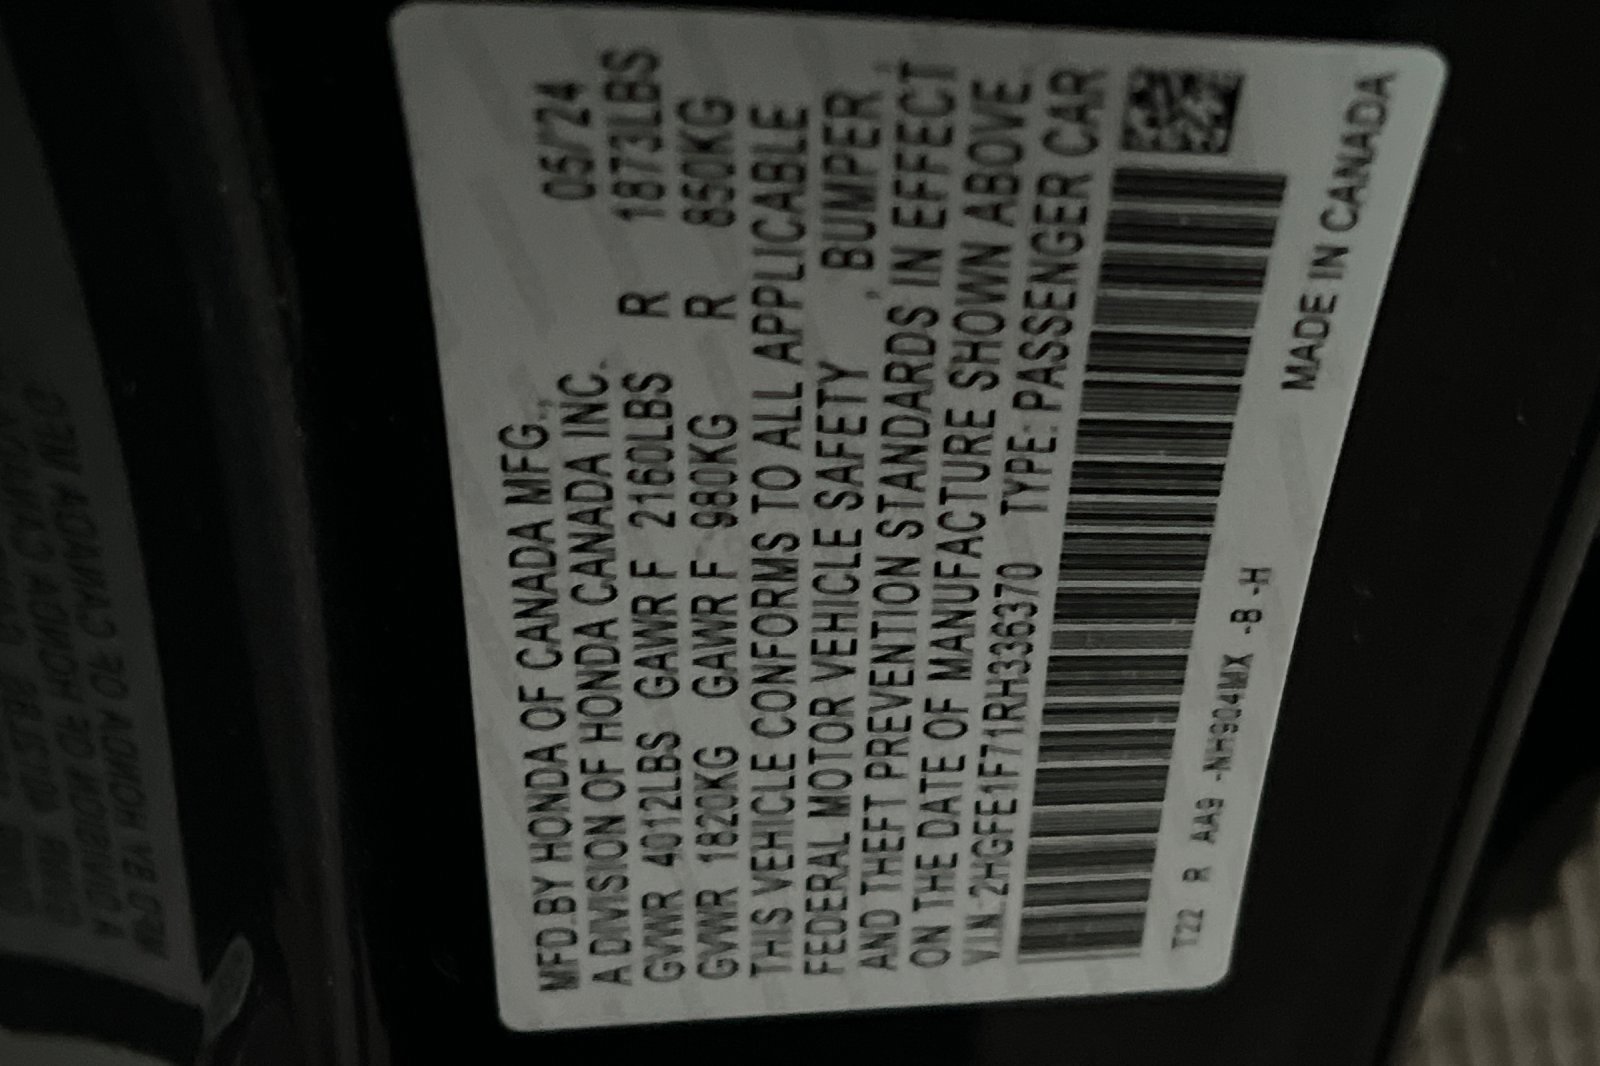 MFD.BY HONDA OF CANADA MFG., 05/24
A DIVISION OF HONDA CANADA INC.
GVWR 4012LBS GAWR F 2160LBS R 1873LBS
GVWR 1820KG GAWR F 980KG R 850KG
THIS VEHICLE CONFORMS TO ALL APPLICABLE
FEDERAL MOTOR VEHICLE SAFETY , BUMPER ,
AND THEFT PREVENTION STANDARDS IN EFFECT
ON THE DATE OF MANUFACTURE SHOWN ABOVE.
V.I.N. 2HGFE1F71RH336370 TYPE: PASSENGER CAR
T22 R AA9 -NH904MX -B -H
MADE IN CANADA